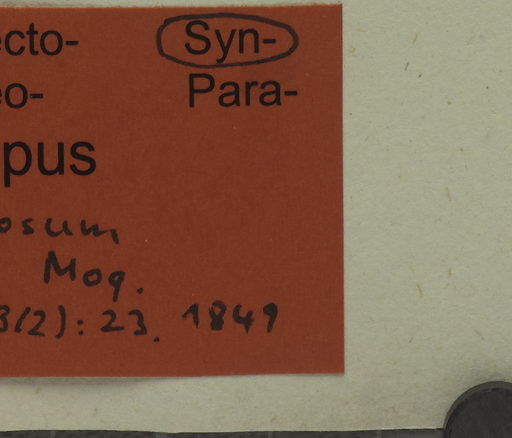 ecto- Syn-
eo- Para-
pus
osum
Moq.
3(2): 23. 1849